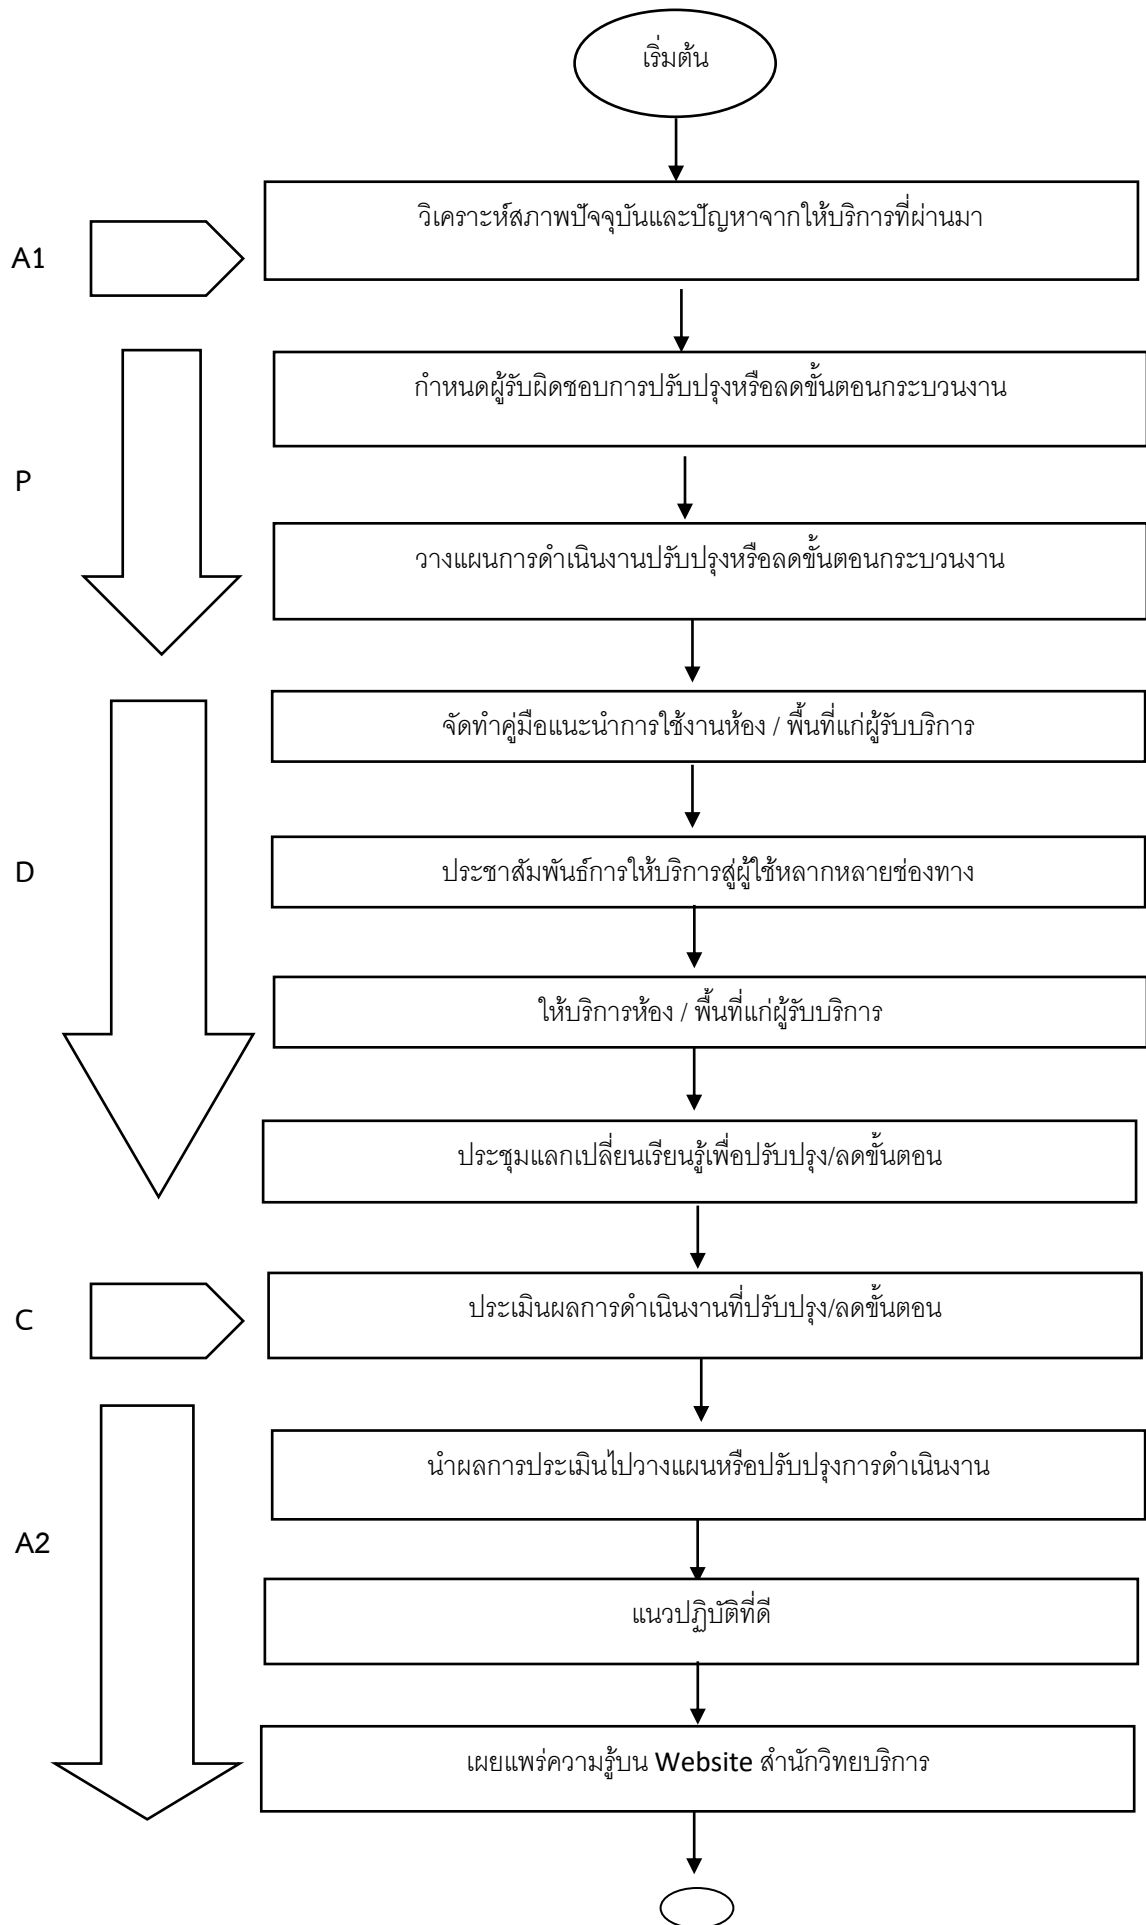 เริ่มต้น
วิเคราะห์สภาพปัจจุบันและปัญหาจากให้บริการที่ผ่านมา
A1
กำหนดผู้รับผิดชอบการปรับปรุงหรือลดขั้นตอนกระบวนงาน
P
วางแผนการดำเนินงานปรับปรุงหรือลดขั้นตอนกระบวนงาน
จัดทำคู่มือแนะนำการใช้งานห้อง / พื้นที่แก่ผู้รับบริการ
D
ประชาสัมพันธ์การให้บริการสู่ผู้ใช้หลากหลายช่องทาง
ให้บริการห้อง / พื้นที่แก่ผู้รับบริการ
ประชุมแลกเปลี่ยนเรียนรู้เพื่อปรับปรุง/ลดขั้นตอน
C
ประเมินผลการดำเนินงานที่ปรับปรุง/ลดขั้นตอน
นำผลการประเมินไปวางแผนหรือปรับปรุงการดำเนินงาน
A2
แนวปฏิบัติที่ดี
เผยแพร่ความรู้บน Website สำนักวิทยบริการ